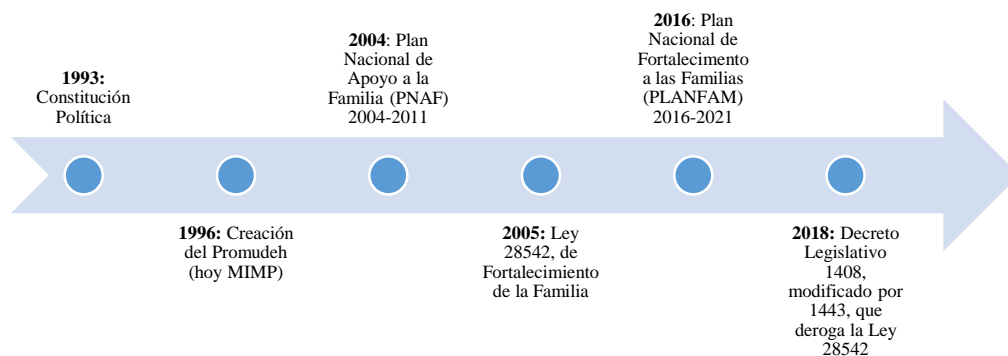 1993:
Constitución
Política
1996: Creación
del Promudeh
(hoy MIMP)
2004: Plan
Nacional de
Apoyo a la
Familia (PNAF)
2004-2011
2005: Ley
28542, de
Fortalecimiento
de la Familia
2016: Plan
Nacional de
Fortalecimento
a las Familias
(PLANFAM)
2016-2021
2018: Decreto
Legislativo
1408,
modificado por
1443, que
deroga la Ley
28542